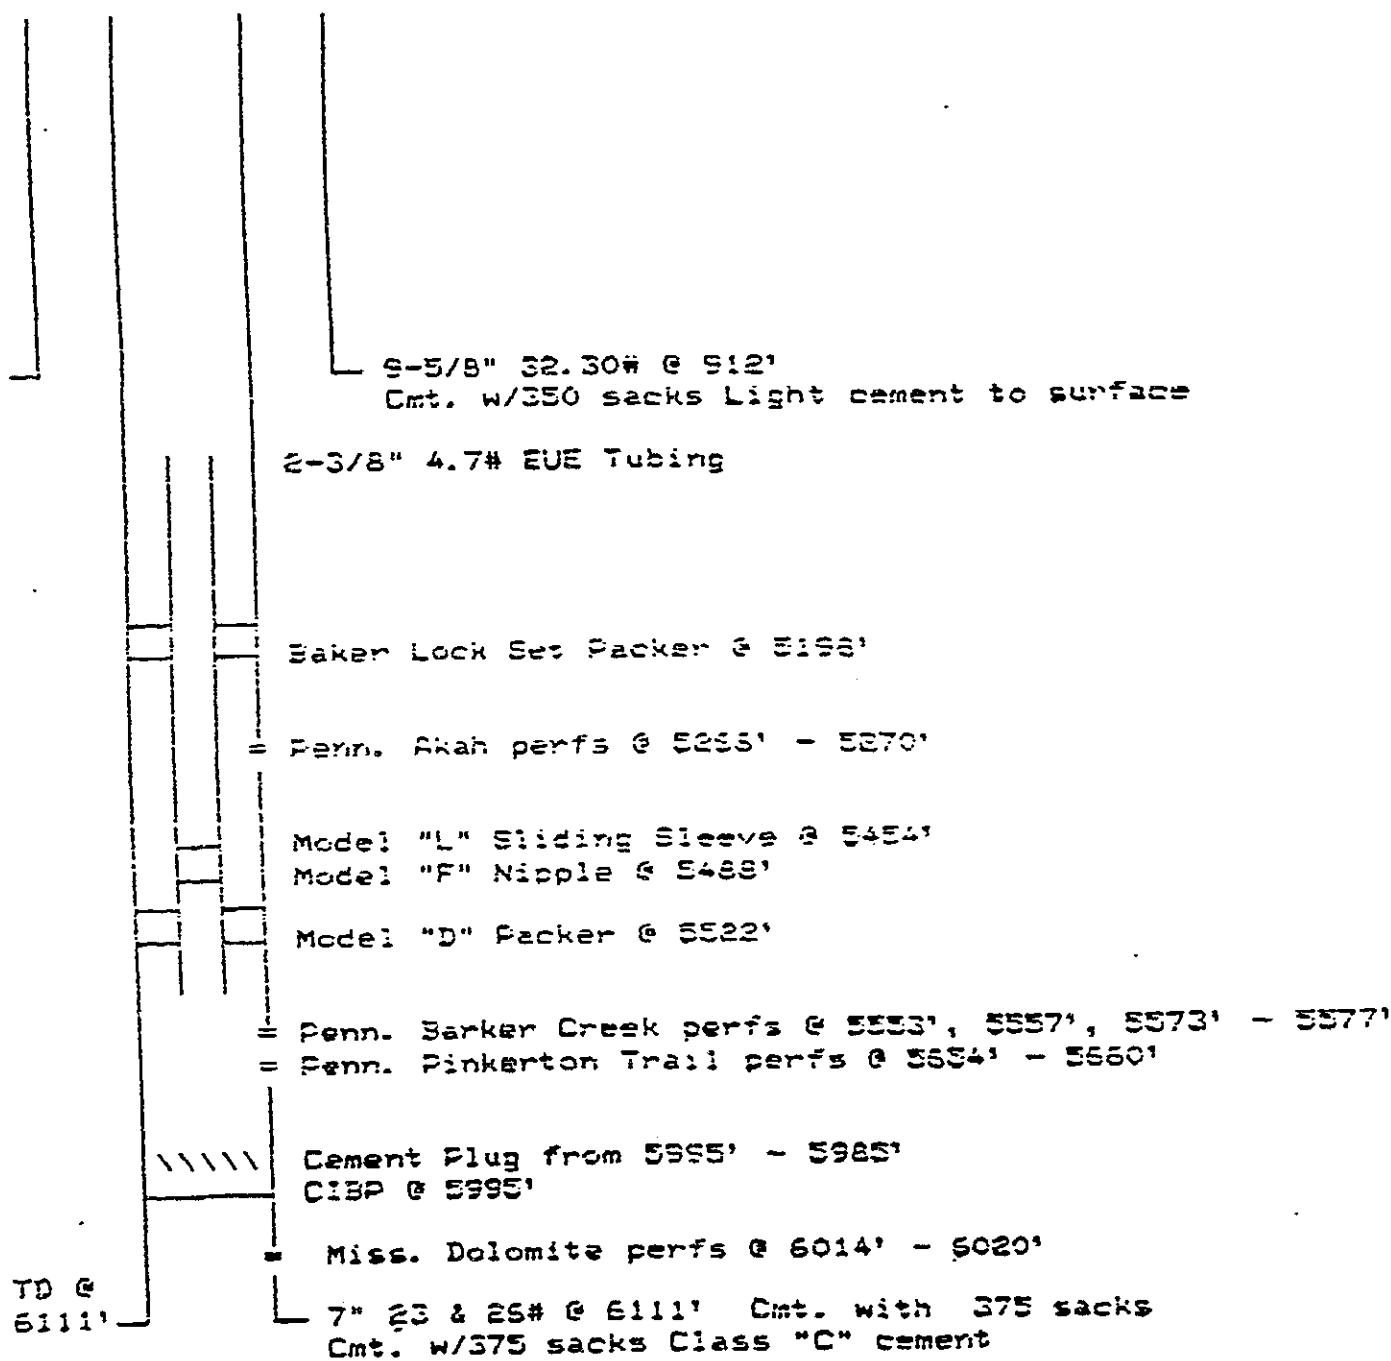 9-5/8" 32.30# @ 912'
Cmt. w/350 sacks Light cement to surface
2-3/8" 4.7# EUE Tubing
Baker Lock Set Packer @ 5198'
= Penn. Akah perfs @ - 5270'
Model "L" Sliding Sleeve @ 5454'
Model "F" Nipple @ 5488'
Model "D" Packer @ 5522'
= Penn. Barker Creek perfs @ 5553', 5557', 5573' - 5577'
= Penn. Pinkerton Trail perfs @ - 5660'
\\\\\ Cement Plug from 5995' - 5985'
CIBP @ 5995'
= Miss. Dolomite perfs @ 6014' - 6020'
TD @
6111'
7" 23 & 26# @ 6111' Cmt. with 375 sacks
Cmt. w/375 sacks Class "C" cement